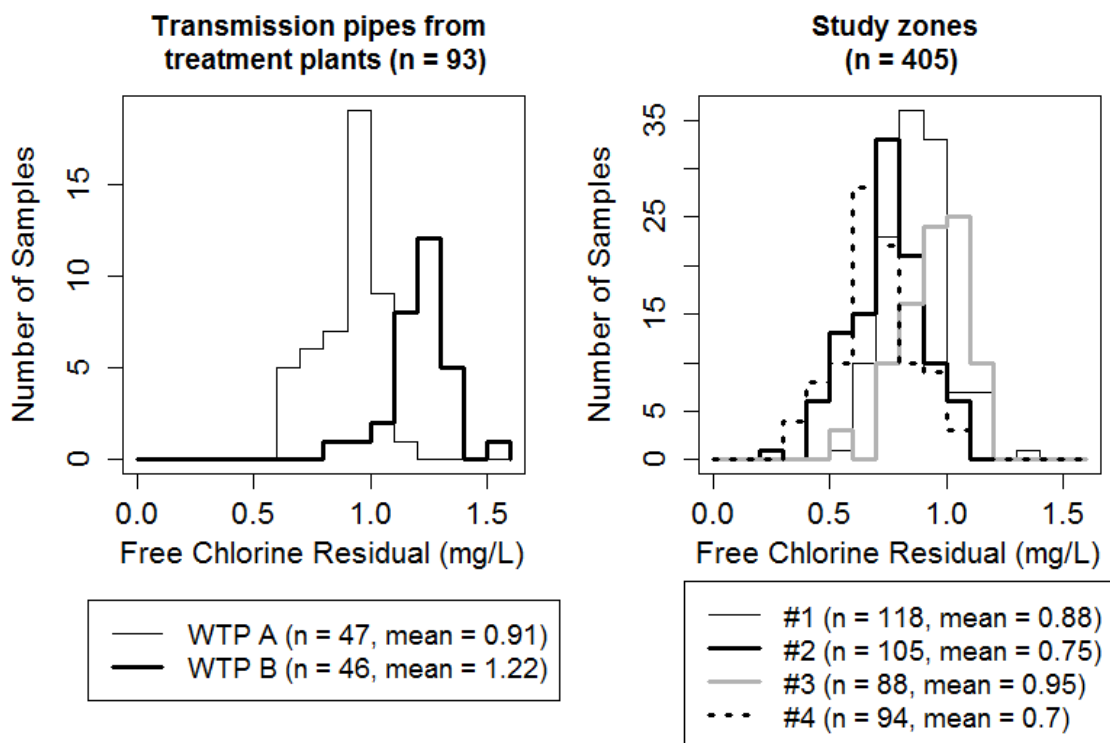 Transmission pipes from
treatment plants (n = 93)
Number of Samples
15
10
5
0
0.0 0.5 1.0 1.5
Free Chlorine Residual (mg/L)
WTP A (n = 47, mean = 0.91)
WTP B (n = 46, mean = 1.22)
Study zones
(n = 405)
Number of Samples
35
25
15
5
0
0.0 0.5 1.0 1.5
Free Chlorine Residual (mg/L)
#1 (n = 118, mean = 0.88)
#2 (n = 105, mean = 0.75)
#3 (n = 88, mean = 0.95)
#4 (n = 94, mean = 0.7)